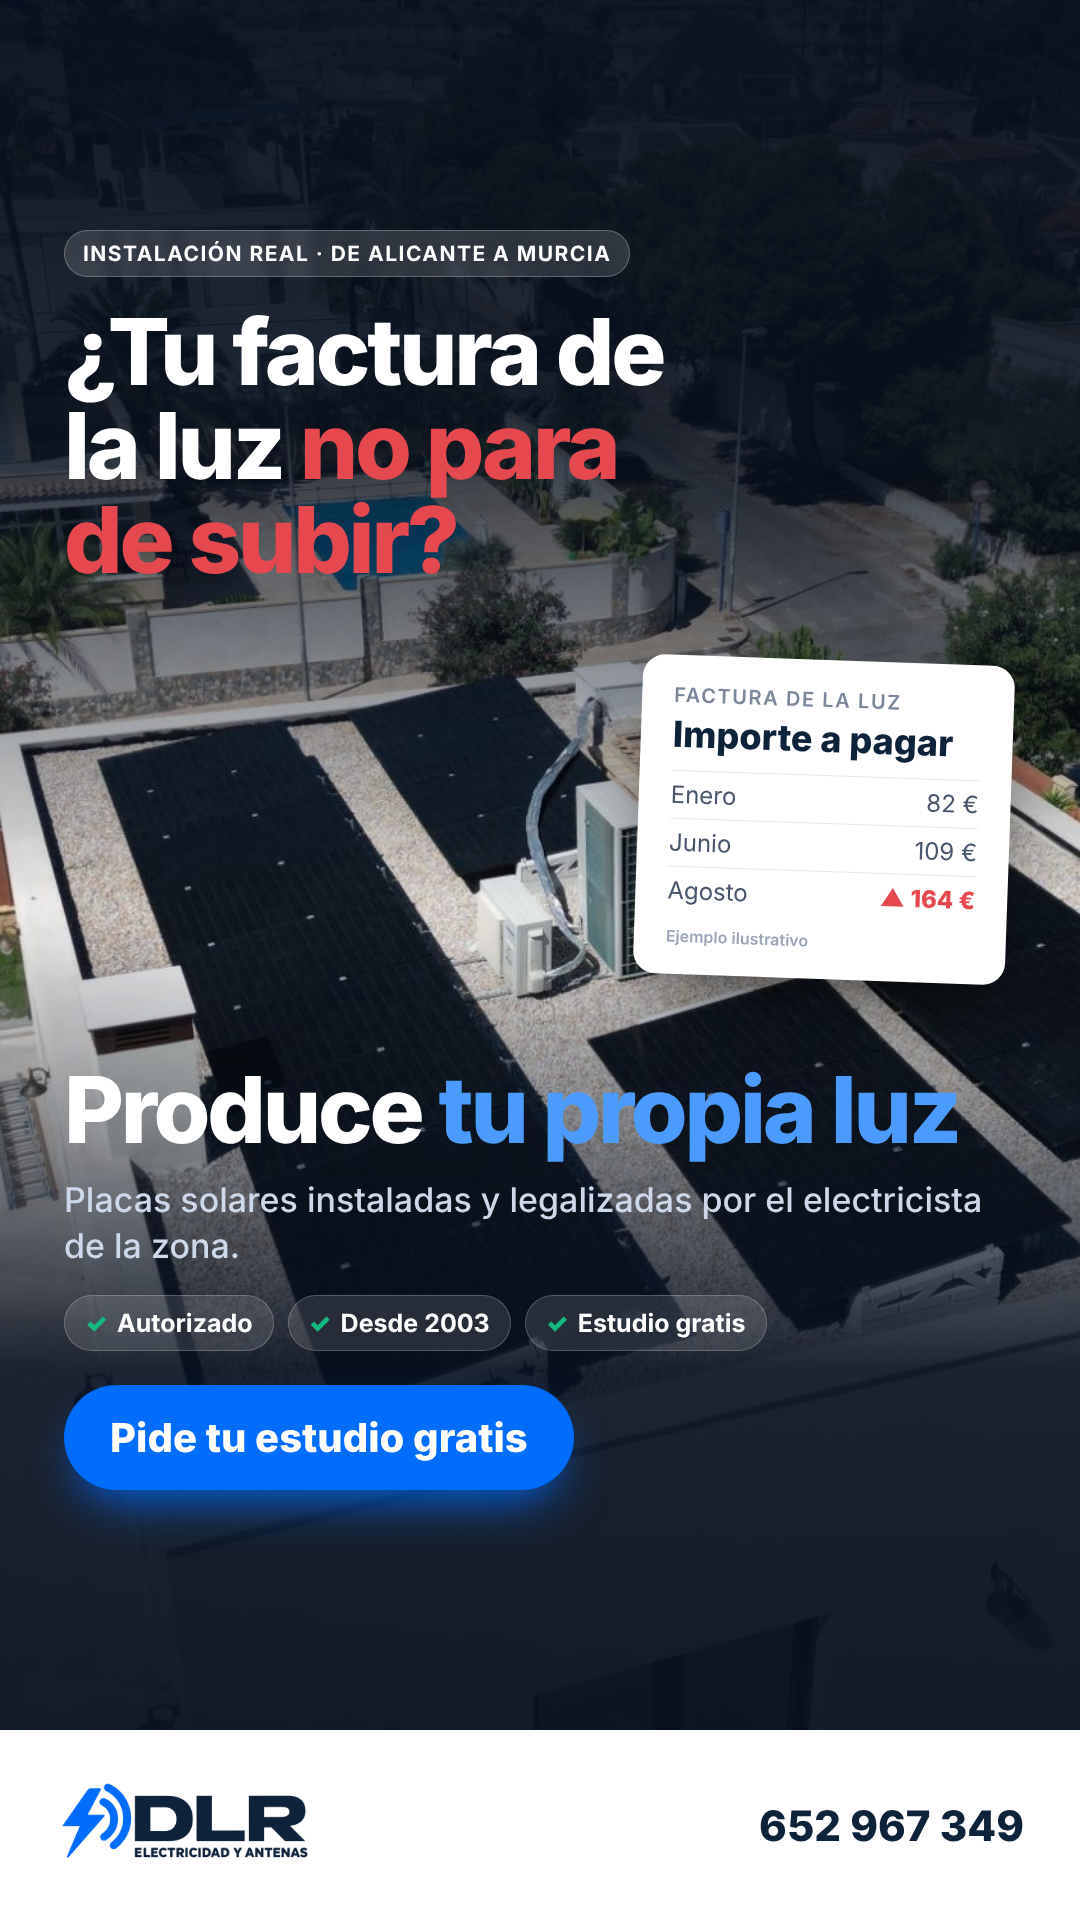 INSTALACIÓN REAL · DE ALICANTE A MURCIA
¿Tu factura de
la luz no para
de subir?
FACTURA DE LA LUZ
Importe a pagar
Enero 82 €
Junio 109 €
Agosto ▲ 164 €
Ejemplo ilustrativo
Produce tu propia luz
Placas solares instaladas y legalizadas por el electricista
de la zona.
✓ Autorizado ✓ Desde 2003 ✓ Estudio gratis
Pide tu estudio gratis
DLR
ELECTRICIDAD Y ANTENAS
652 967 349